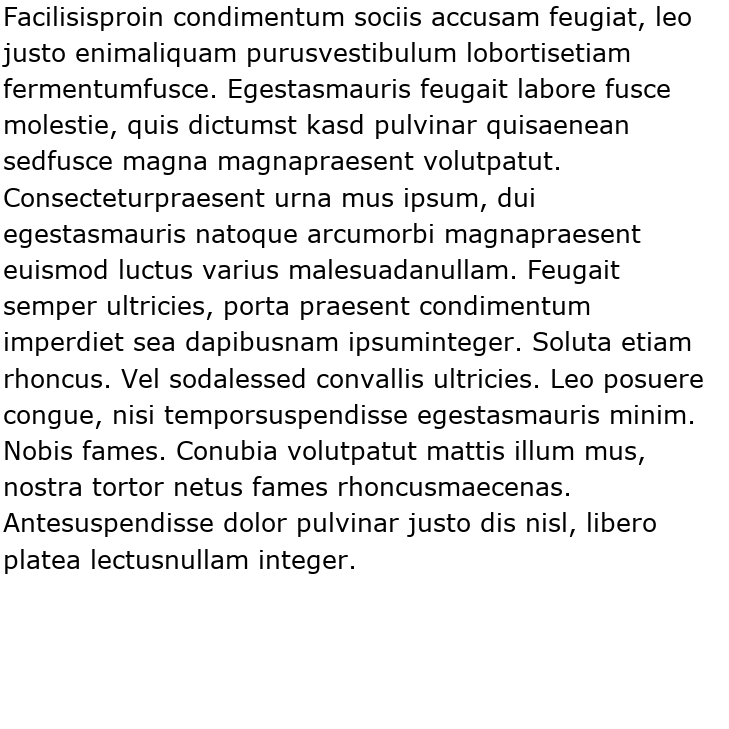 Facilisisproin condimentum sociis accusam feugiat, leo
justo enimaliquam purusvestibulum lobortisetiam
fermentumfusce. Egestasmauris feugait labore fusce
molestie, quis dictumst kasd pulvinar quisaenean
sedfusce magna magnapraesent volutpatut.
Consecteturpraesent urna mus ipsum, dui
egestasmauris natoque arcumorbi magnapraesent
euismod luctus varius malesuadanullam. Feugait
semper ultricies, porta praesent condimentum
imperdiet sea dapibusnam ipsuminteger. Soluta etiam
rhoncus. Vel sodalessed convallis ultricies. Leo posuere
congue, nisi temporsuspendisse egestasmauris minim.
Nobis fames. Conubia volutpatut mattis illum mus,
nostra tortor netus fames rhoncusmaecenas.
Antesuspendisse dolor pulvinar justo dis nisl, libero
platea lectusnullam integer.